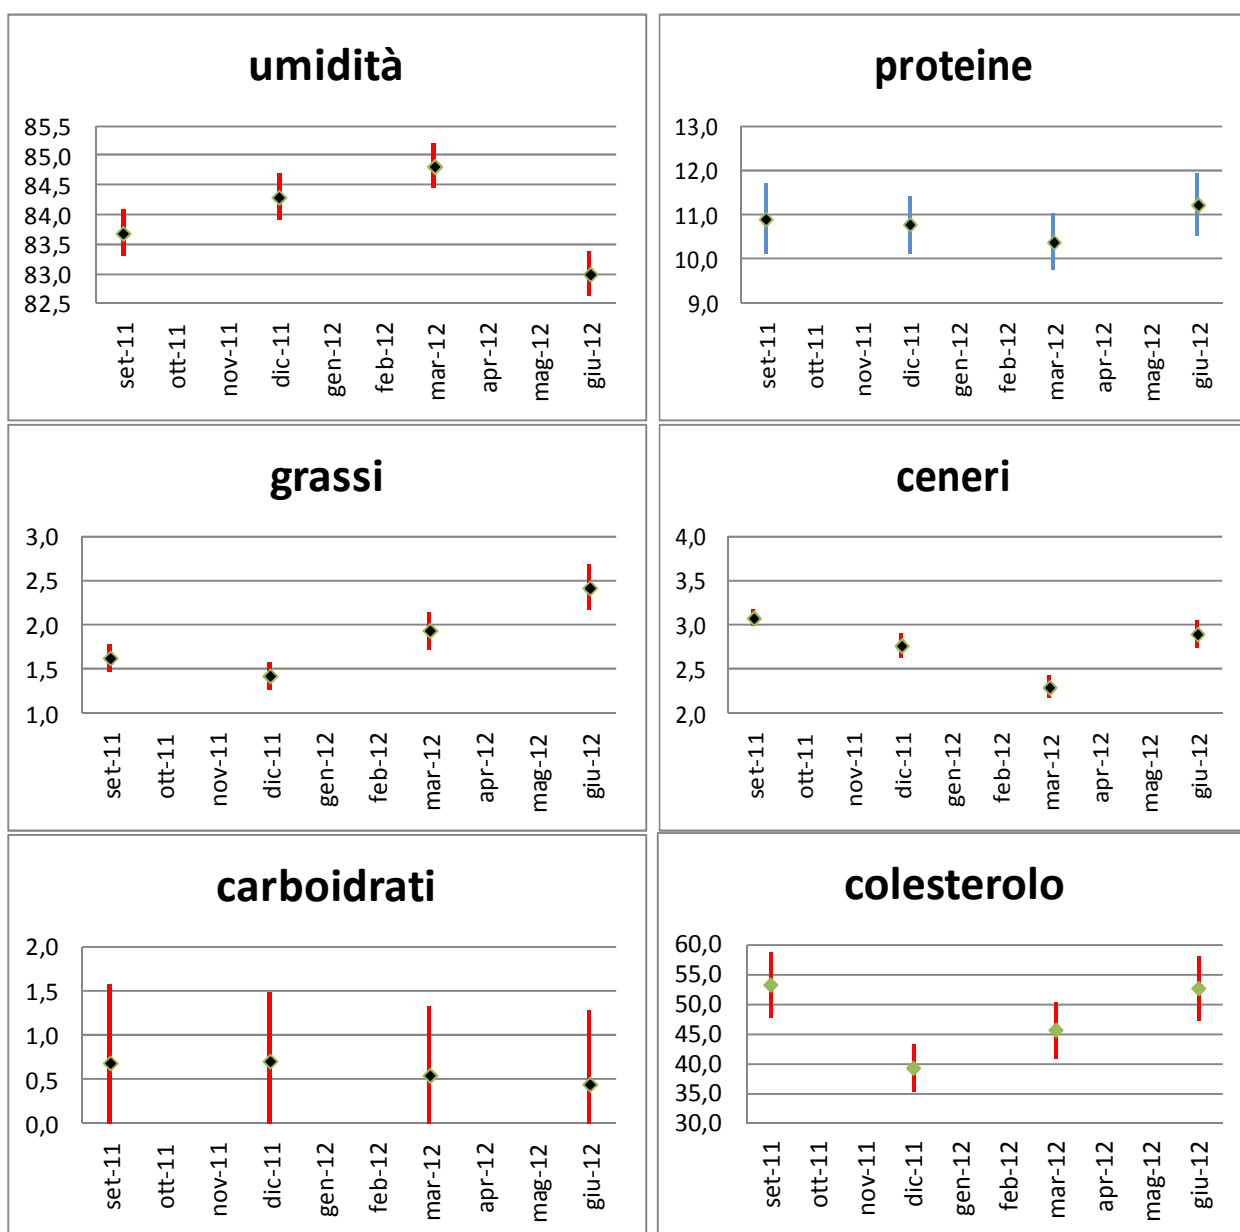 umidità
85,5
85,0
84,5
84,0
83,5
83,0
82,5
set-11
ott-11
nov-11
dic-11
gen-12
feb-12
mar-12
apr-12
mag-12
giu-12
proteine
13,0
12,0
11,0
10,0
9,0
set-11
ott-11
nov-11
dic-11
gen-12
feb-12
mar-12
apr-12
mag-12
giu-12
grassi
3,0
2,5
2,0
1,5
1,0
set-11
ott-11
nov-11
dic-11
gen-12
feb-12
mar-12
apr-12
mag-12
giu-12
ceneri
4,0
3,5
3,0
2,5
2,0
set-11
ott-11
nov-11
dic-11
gen-12
feb-12
mar-12
apr-12
mag-12
giu-12
carboidrati
2,0
1,5
1,0
0,5
0,0
set-11
ott-11
nov-11
dic-11
gen-12
feb-12
mar-12
apr-12
mag-12
giu-12
colesterolo
60,0
55,0
50,0
45,0
40,0
35,0
30,0
set-11
ott-11
nov-11
dic-11
gen-12
feb-12
mar-12
apr-12
mag-12
giu-12